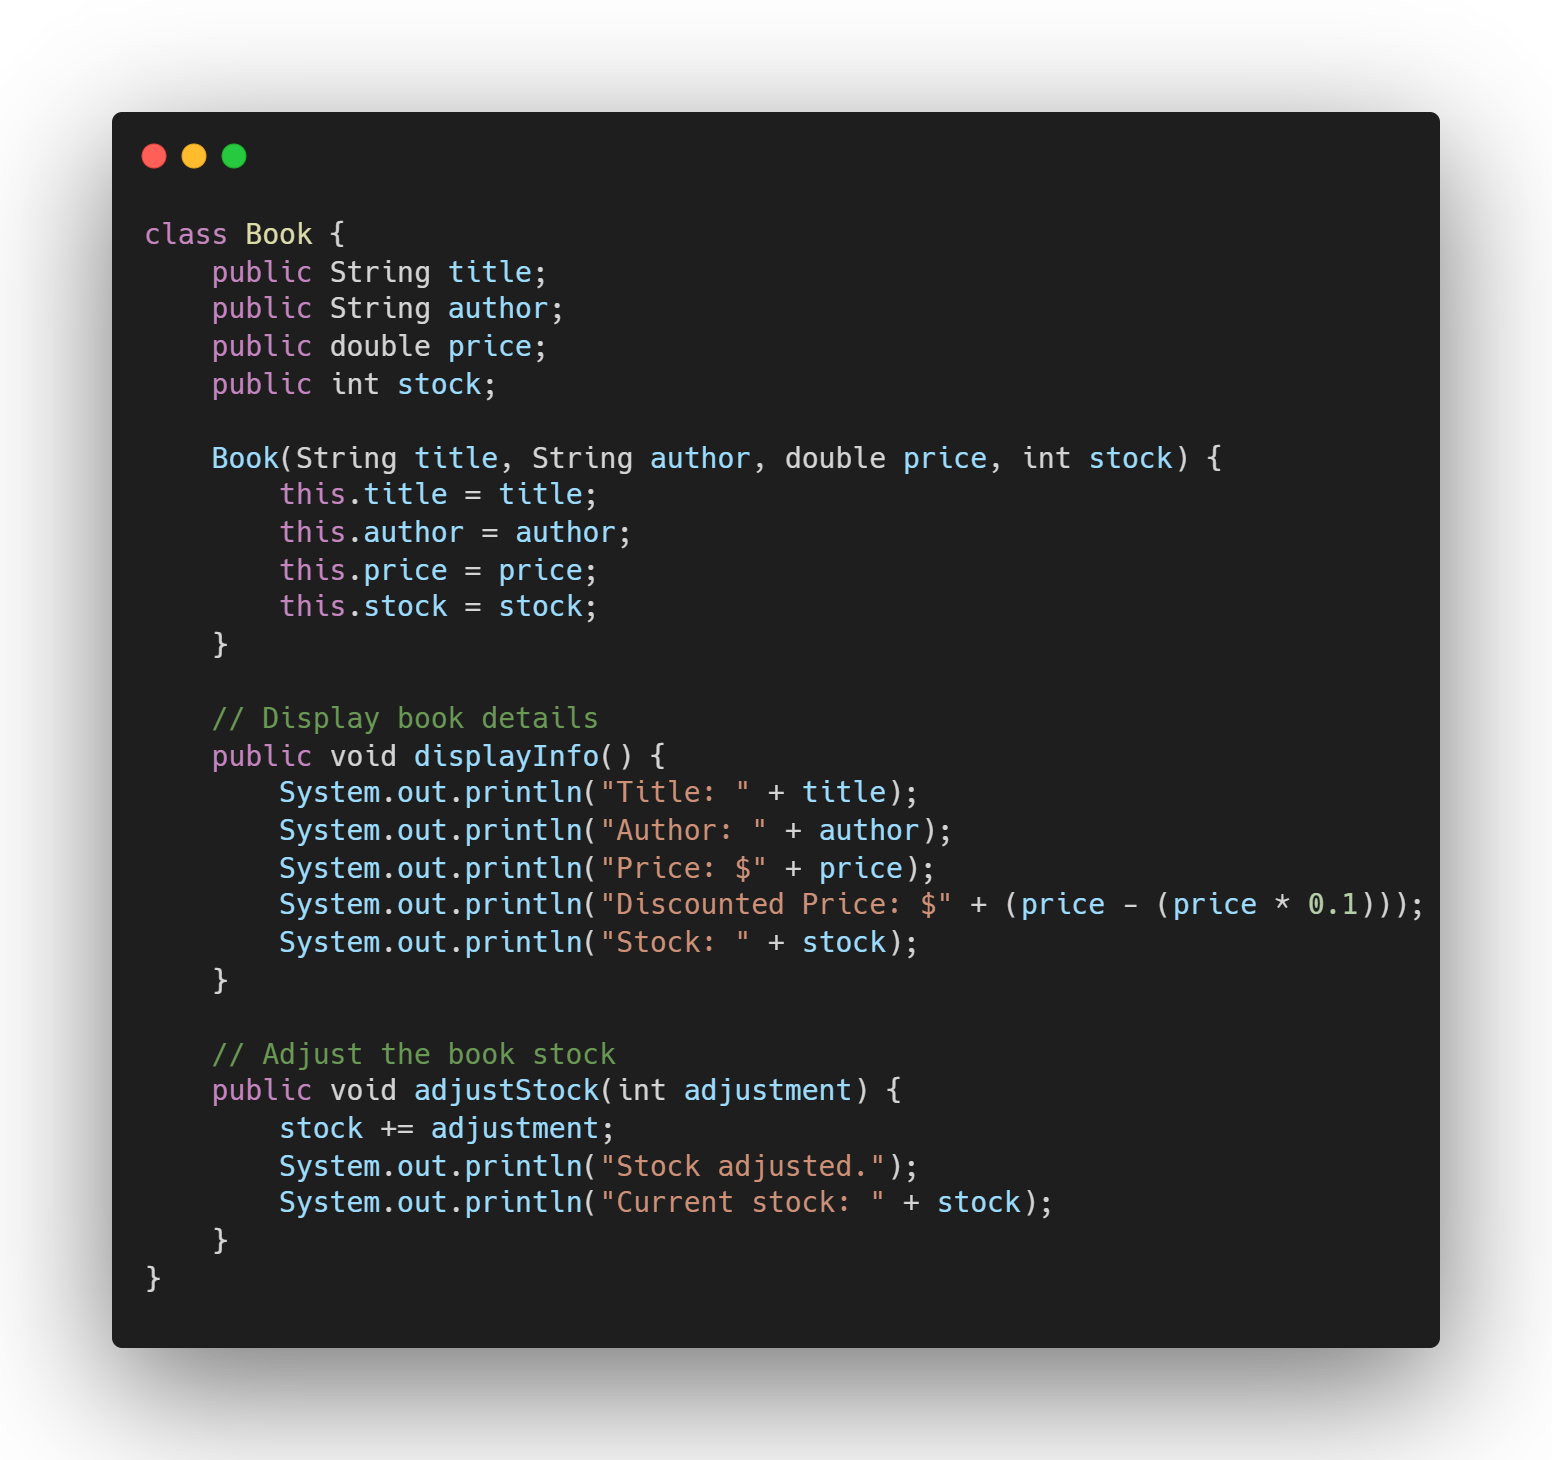 class Book {
    public String title;
    public String author;
    public double price;
    public int stock;

    Book(String title, String author, double price, int stock) {
        this.title = title;
        this.author = author;
        this.price = price;
        this.stock = stock;
    }

    // Display book details
    public void displayInfo() {
        System.out.println("Title: " + title);
        System.out.println("Author: " + author);
        System.out.println("Price: $" + price);
        System.out.println("Discounted Price: $" + (price - (price * 0.1)));
        System.out.println("Stock: " + stock);
    }

    // Adjust the book stock
    public void adjustStock(int adjustment) {
        stock += adjustment;
        System.out.println("Stock adjusted.");
        System.out.println("Current stock: " + stock);
    }
}